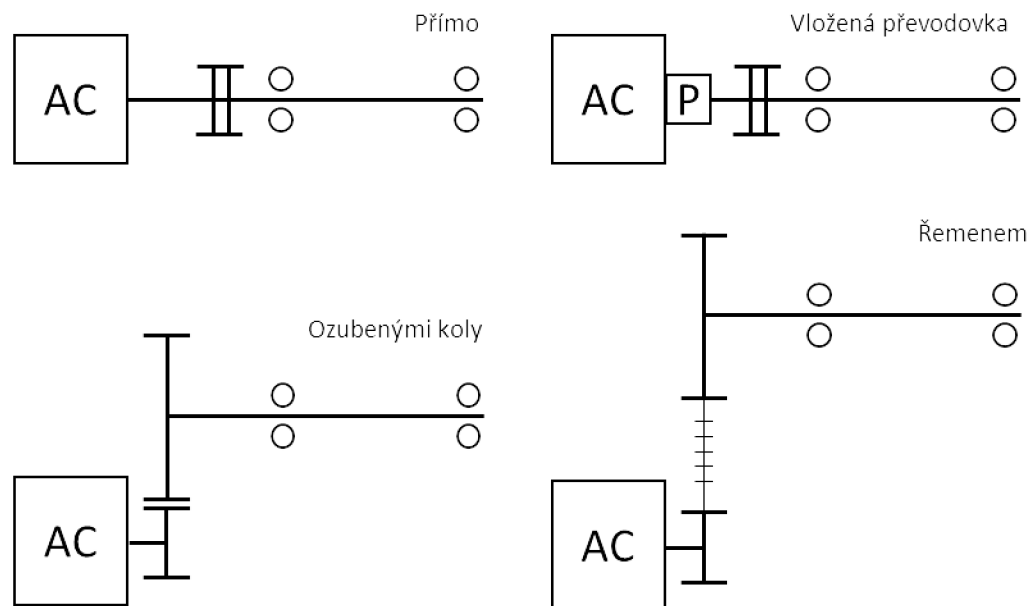 Přímo
AC
Vložená převodovka
AC
P
Ozubenými koly
AC
Řemenem
AC